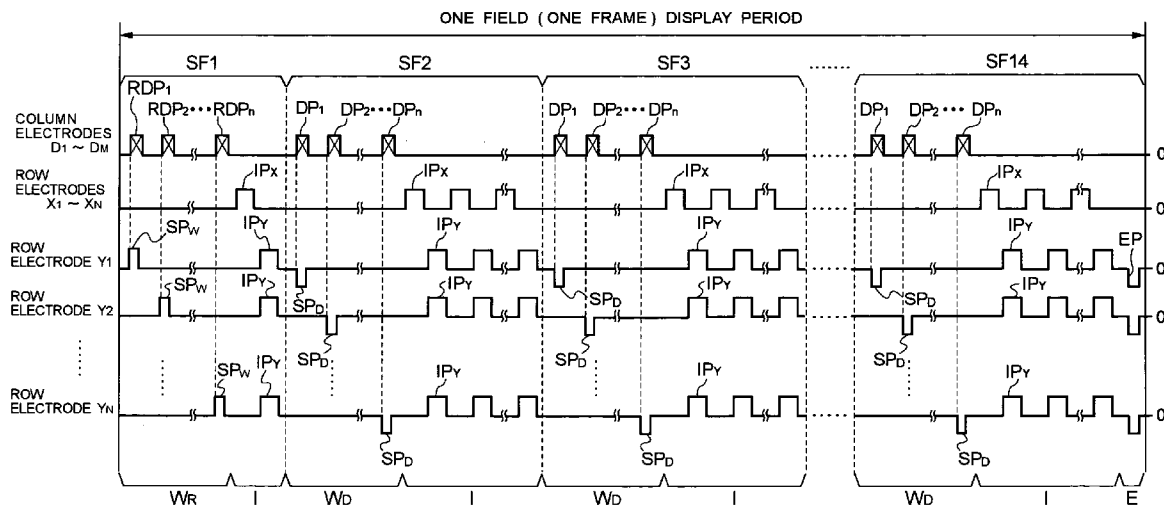 ONE FIELD (ONE FRAME) DISPLAY PERIOD
SF1 SF2 SF3 ...... SF14
RDP1
RDP2 ••• RDPn DP1 DP2 ••• DPn DP1 DP2 ••• DPn DP1 DP2 ••• DPn
COLUMN
ELECTRODES
D1 ~ DM
0
ROW
ELECTRODES
X1 ~ XN
IPX IPX IPX IPX
0
ROW
ELECTRODE Y1
SPW IPY IPY IPY IPY EP
0
SPD SPD SPD
ROW
ELECTRODE Y2
SPW IPY IPY IPY IPY
0
SPD SPD SPD
ROW
ELECTRODE YN
SPW IPY IPY IPY IPY
0
SPD SPD SPD
WR I WD I WD I WD I E